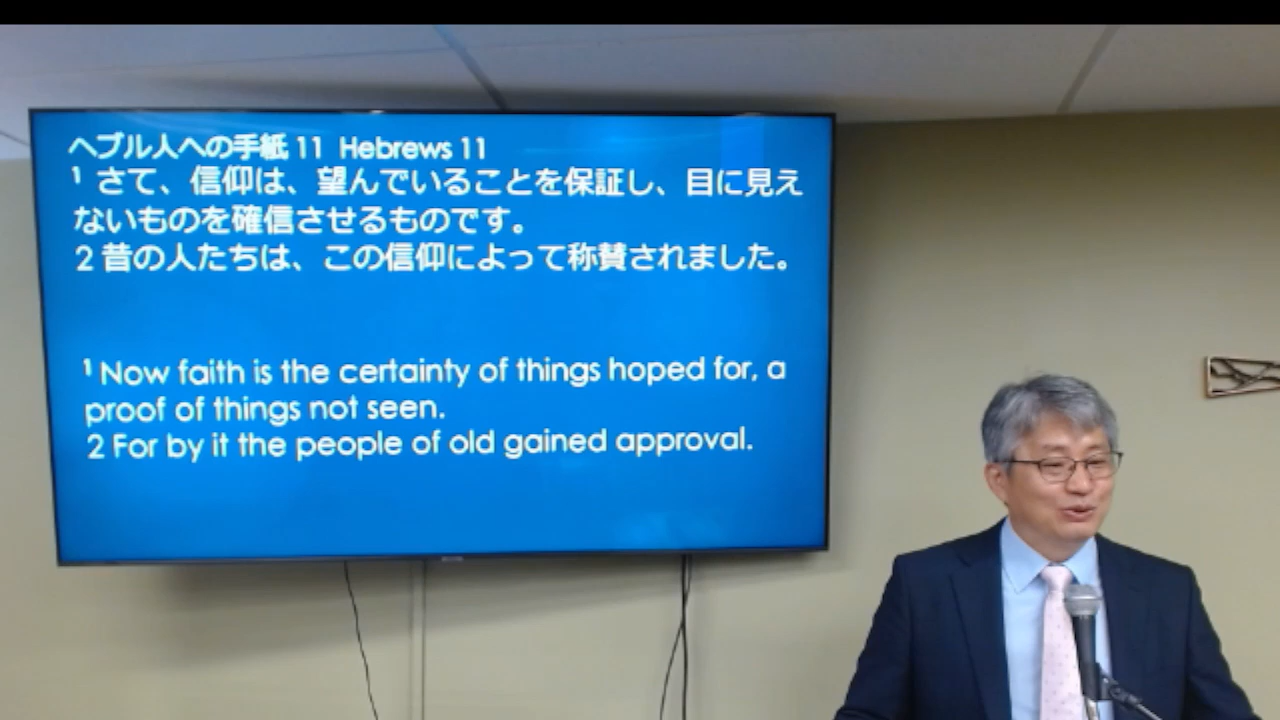 ヘブル人への手紙 11 Hebrews 11
1 さて、信仰は、望んでいることを保証し、目に見え
ないものを確信させるものです。
2 昔の人たちは、この信仰によって称賛されました。
1 Now faith is the certainty of things hoped for, a
proof of things not seen.
2 For by it the people of old gained approval.